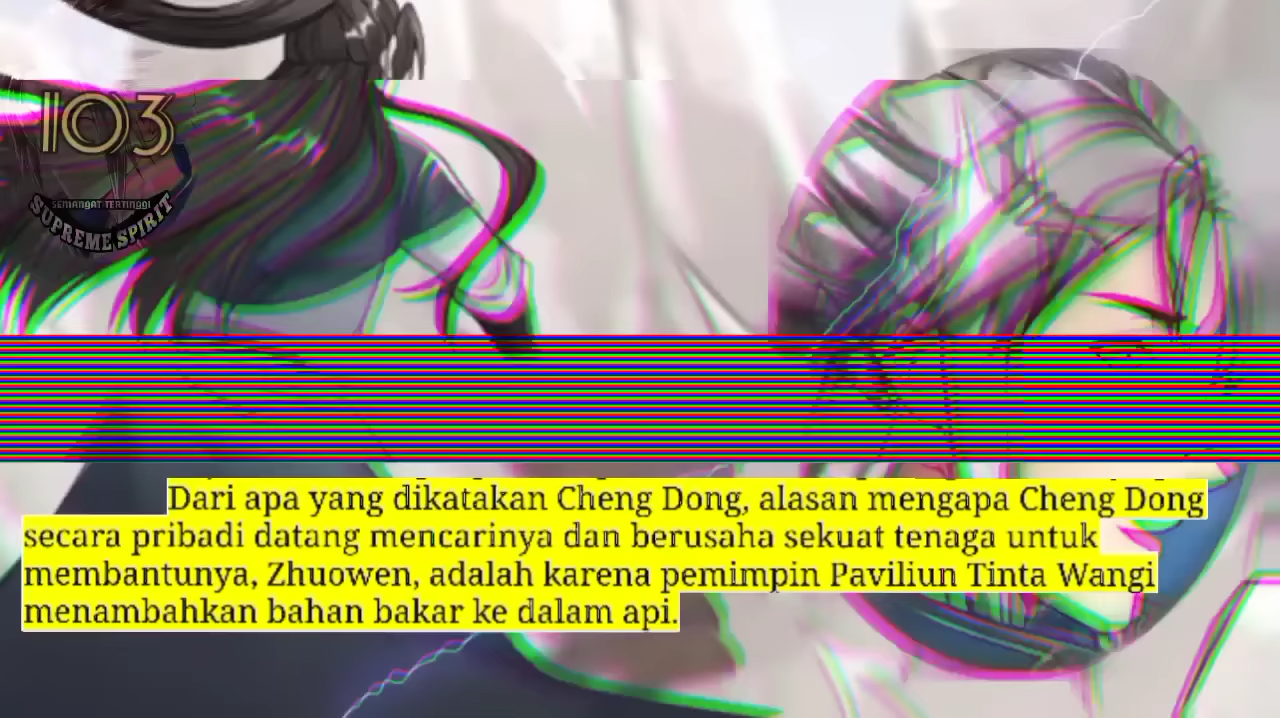 103
SEMANGAT TERTINGGI
SUPREME SPIRIT
Dari apa yang dikatakan Cheng Dong, alasan mengapa Cheng Dong
secara pribadi datang mencarinya dan berusaha sekuat tenaga untuk
membantunya, Zhuowen, adalah karena pemimpin Paviliun Tinta Wangi
menambahkan bahan bakar ke dalam api.